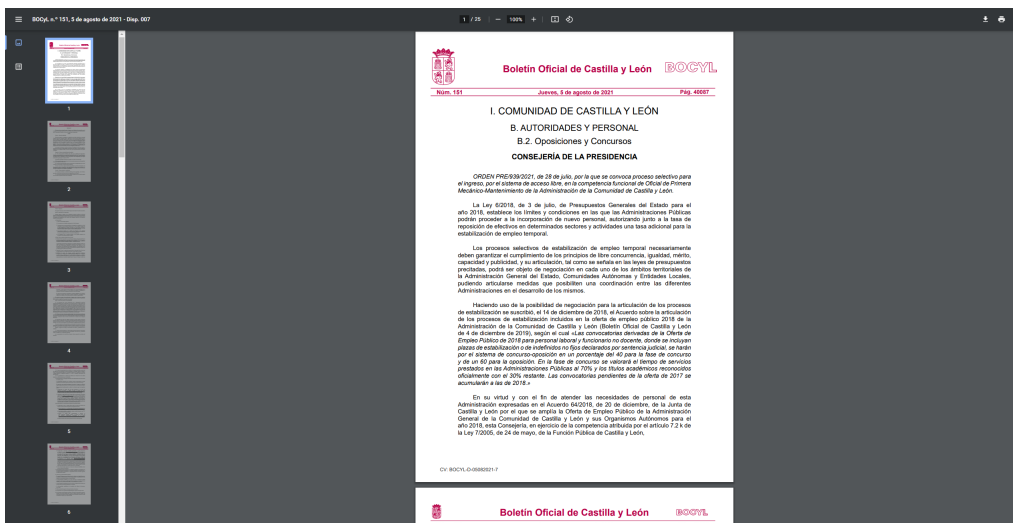 BOCyL n.º 151, 5 de agosto de 2021 - Disp. 007
1 / 25
100%
1
2
3
4
5
6
Boletín Oficial de Castilla y León
BOCYL
Núm. 151 Jueves, 5 de agosto de 2021 Pág. 40087
I. COMUNIDAD DE CASTILLA Y LEÓN
B. AUTORIDADES Y PERSONAL
B.2. Oposiciones y Concursos
CONSEJERÍA DE LA PRESIDENCIA
ORDEN PRE/939/2021, de 28 de julio, por la que se convoca proceso selectivo para
el ingreso, por el sistema de acceso libre, en la competencia funcional de Oficial de Primera
Mecánico-Mantenimiento de la Administración de la Comunidad de Castilla y León.
La Ley 6/2018, de 3 de julio, de Presupuestos Generales del Estado para el
año 2018, establece los límites y condiciones en las que las Administraciones Públicas
podrán proceder a la incorporación de nuevo personal, autorizando junto a la tasa de
reposición de efectivos en determinados sectores y actividades una tasa adicional para la
estabilización de empleo temporal.
Los procesos selectivos de estabilización de empleo temporal necesariamente
deben garantizar el cumplimiento de los principios de libre concurrencia, igualdad, mérito,
capacidad y publicidad, y su articulación, tal como se señala en las leyes de presupuestos
precitadas, podrá ser objeto de negociación en cada uno de los ámbitos territoriales de
la Administración General del Estado, Comunidades Autónomas y Entidades Locales,
pudiendo articularse medidas que posibiliten una coordinación entre las diferentes
Administraciones en el desarrollo de los mismos.
Haciendo uso de la posibilidad de negociación para la articulación de los procesos
de estabilización se suscribió, el 14 de diciembre de 2018, el Acuerdo sobre la articulación
de los procesos de estabilización incluidos en la oferta de empleo público 2018 de la
Administración de la Comunidad de Castilla y León (Boletín Oficial de Castilla y León
de 4 de diciembre de 2019), según el cual «Las convocatorias derivadas de la Oferta de
Empleo Público de 2018 para personal laboral y funcionario no docente, donde se incluyan
plazas de estabilización o de indefinidos no fijos declarados por sentencia judicial, se harán
por el sistema de concurso-oposición en un porcentaje del 40 para la fase de concurso
y de un 60 para la oposición. En la fase de concurso se valorará el tiempo de servicios
prestados en las Administraciones Públicas al 70% y los títulos académicos reconocidos
oficialmente con el 30% restante. Las convocatorias pendientes de la oferta de 2017 se
acumularán a las de 2018.»
En su virtud y con el fin de atender las necesidades de personal de esta
Administración expresadas en el Acuerdo 64/2018, de 20 de diciembre, de la Junta de
Castilla y León por el que se amplía la Oferta de Empleo Público de la Administración
General de la Comunidad de Castilla y León y sus Organismos Autónomos para el
año 2018, esta Consejería, en ejercicio de la competencia atribuida por el artículo 7.2 k de
la Ley 7/2005, de 24 de mayo, de la Función Pública de Castilla y León,
CV: BOCYL-D-05082021-7
Boletín Oficial de Castilla y León
BOCYL